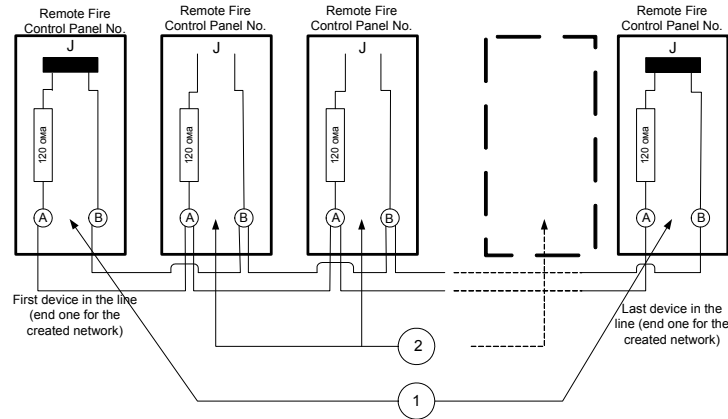 Remote Fire
Control Panel No.
J
120 ома
A
B
Remote Fire
Control Panel No.
J
120 ома
A
B
Remote Fire
Control Panel No.
J
120 ома
A
B
Remote Fire
Control Panel No.
J
120 ома
A
B
First device in the line
(end one for the
created network)
Last device in the
line (end one for the
created network)
2
1